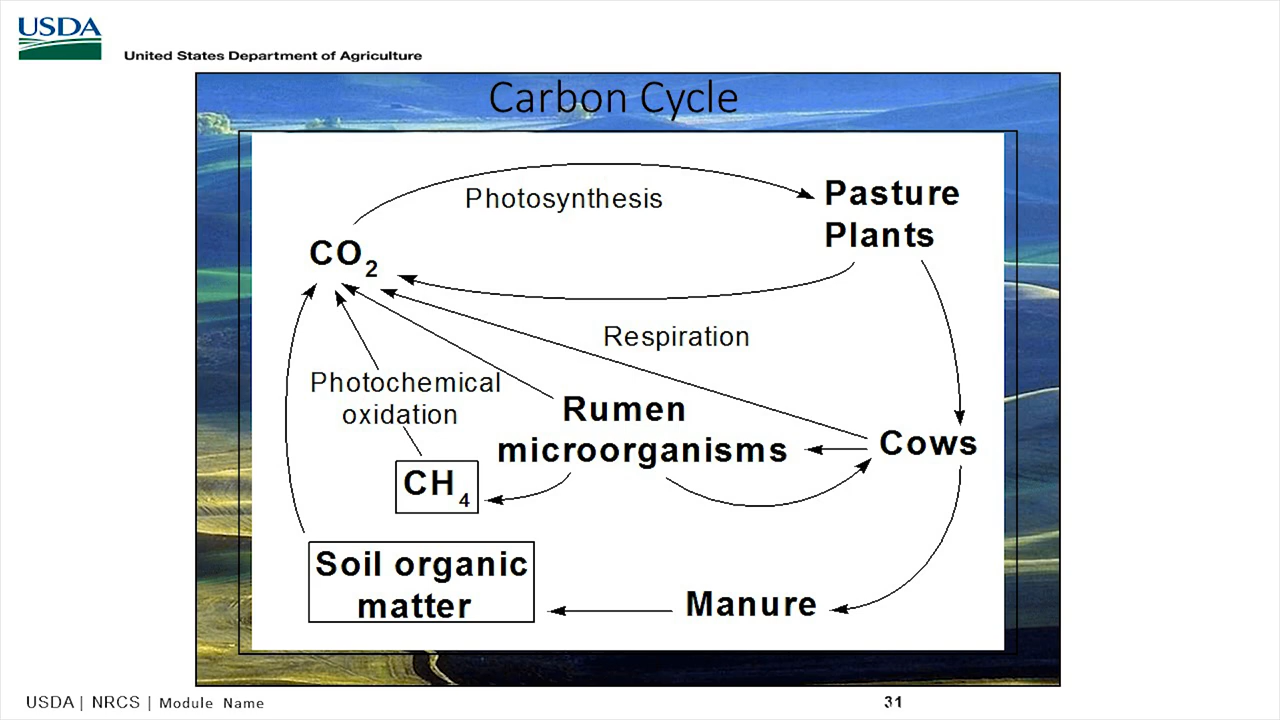 USDA
United States Department of Agriculture
Carbon Cycle
Photosynthesis
Pasture
Plants
CO2
Respiration
Photochemical
oxidation
Rumen
microorganisms
Cows
CH4
Soil organic
matter
Manure
USDA | NRCS | Module Name
31